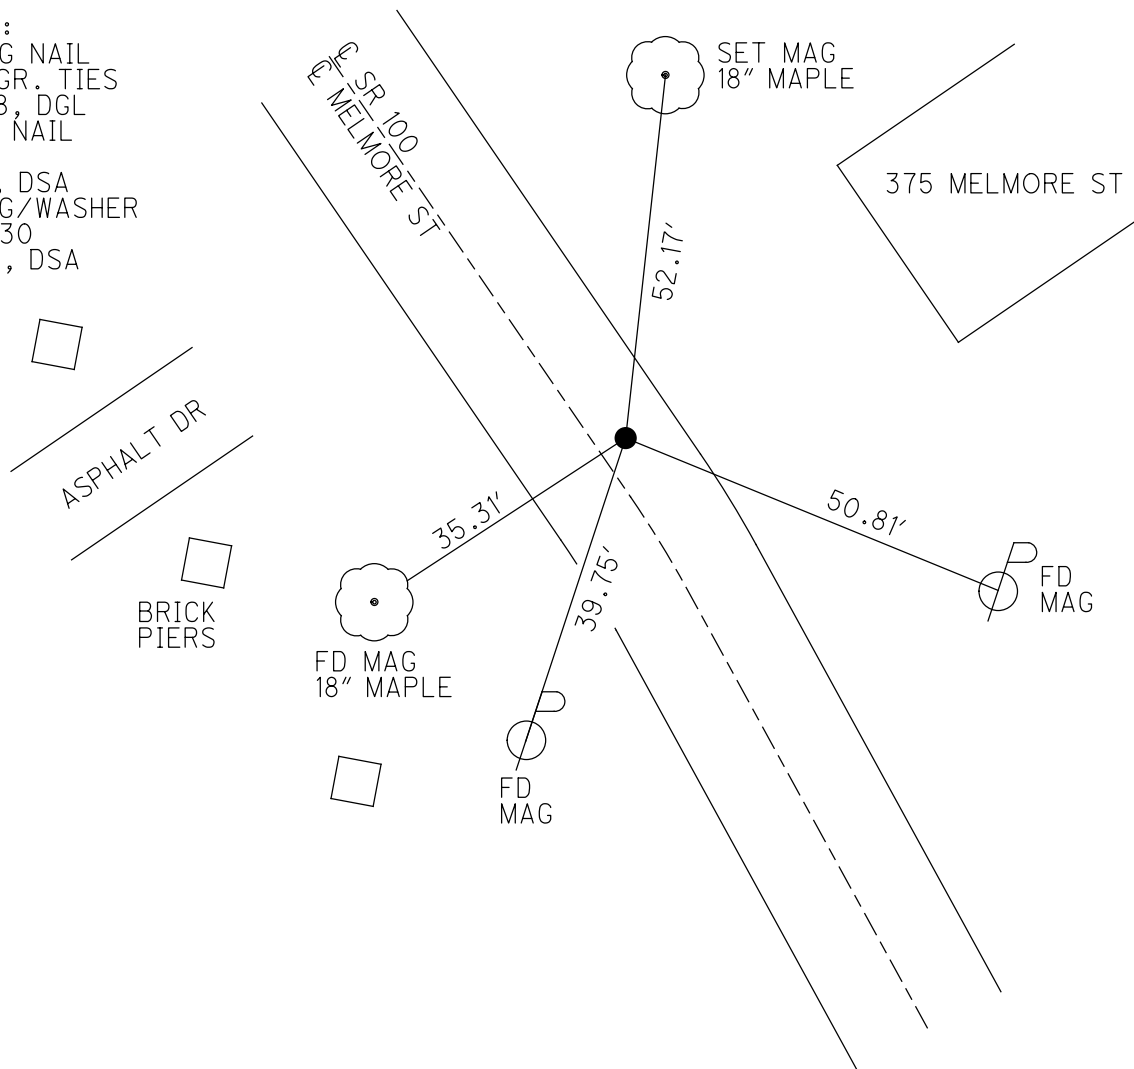 :
G NAIL
GR. TIES
8, DGL
NAIL
, DSA
G/WASHER
30
, DSA
℄ SR 100
℄ MELMORE ST
SET MAG
18" MAPLE
375 MELMORE ST
52.17'
ASPHALT DR
35.31'
50.81'
39.75'
FD
MAG
BRICK
PIERS
FD MAG
18" MAPLE
FD
MAG